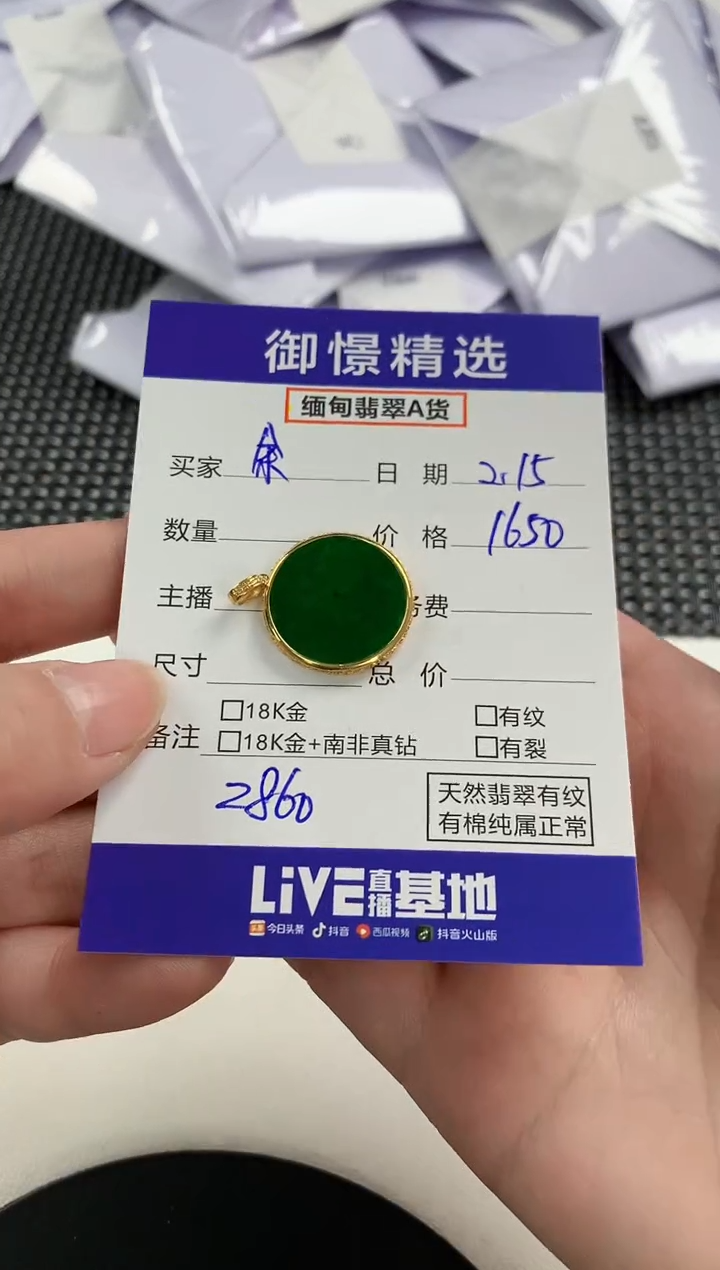 御憬精选
缅甸翡翠A货
买家 余 日期 2.15
数量 价格 1650
主播 费
尺寸 总价
□18K金 □有纹
备注 □18K金+南非真钻 □有裂
2860
天然翡翠有纹
有棉纯属正常
LiVE直播基地
头条 今日头条 抖音 西瓜视频 抖音火山版